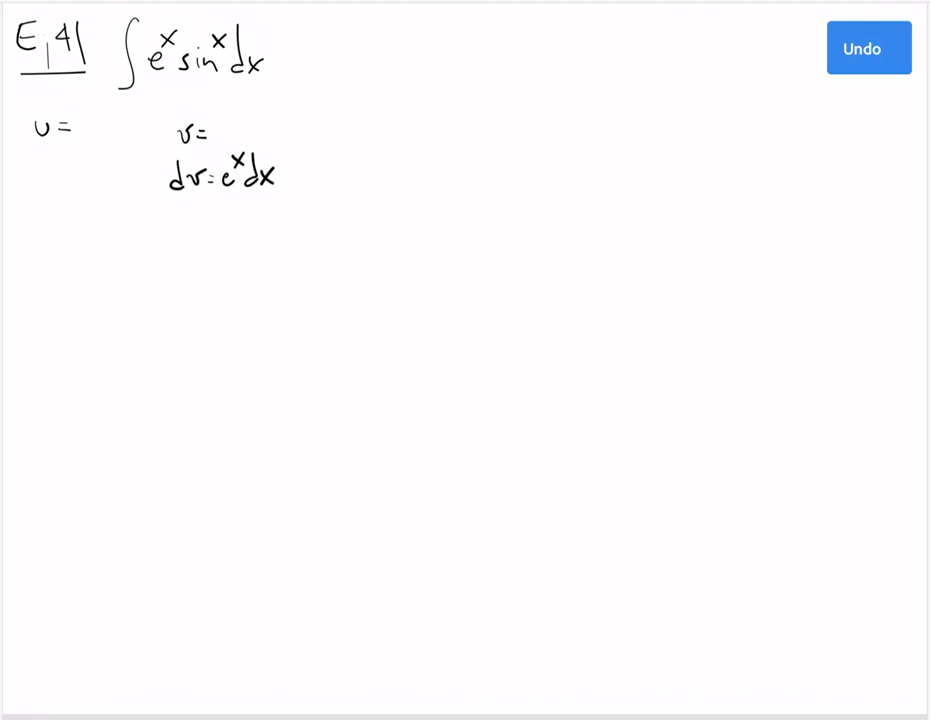 E,41 ∫ e^x sin^x dx
Undo
u = v =
dv = e^x dx